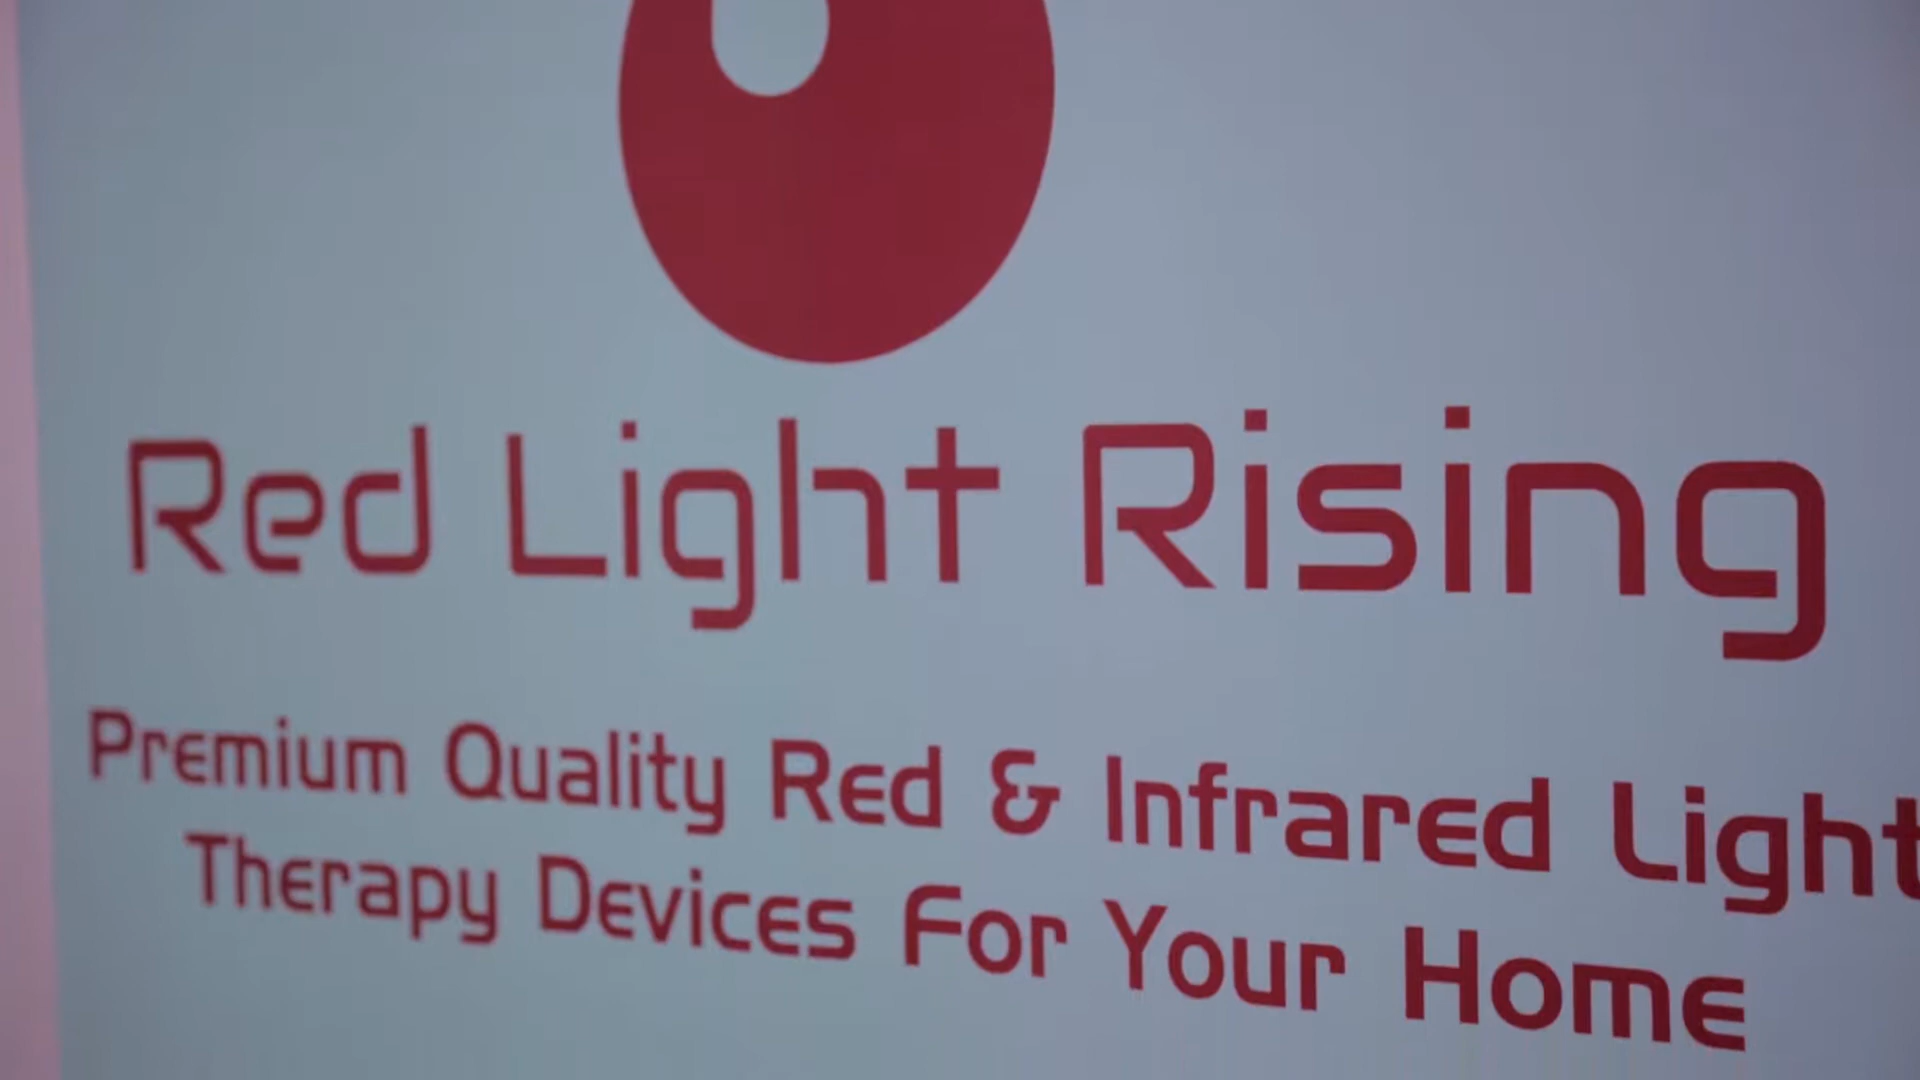 Red Light Rising
Premium Quality Red & Infrared Light
Therapy Devices For Your Home